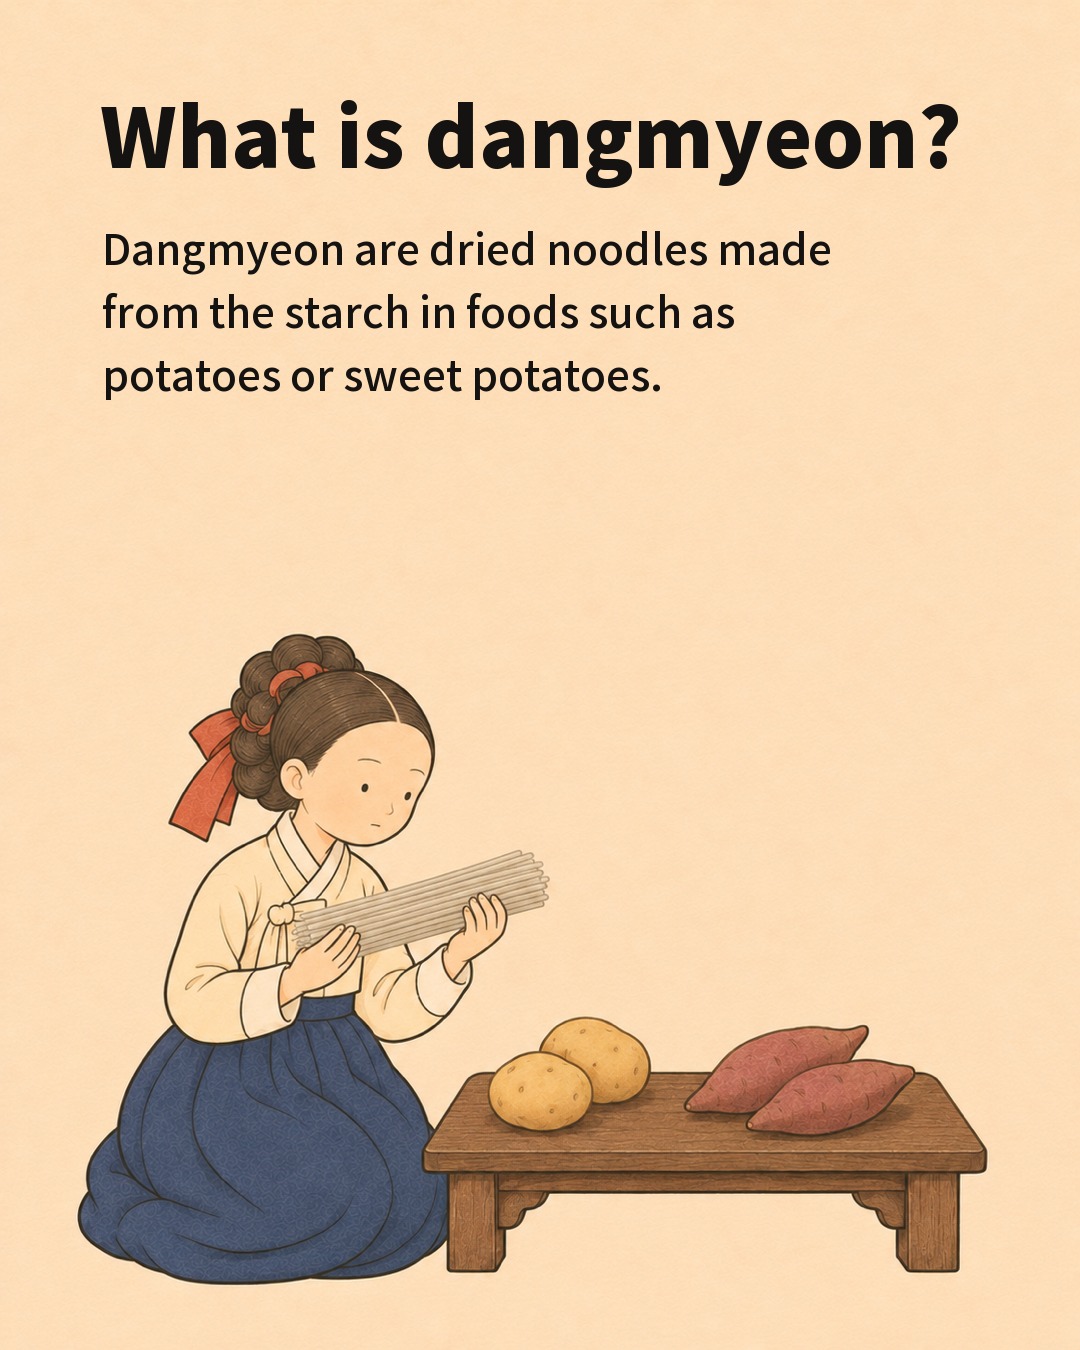 What is dangmyeon?
Dangmyeon are dried noodles made
from the starch in foods such as
potatoes or sweet potatoes.